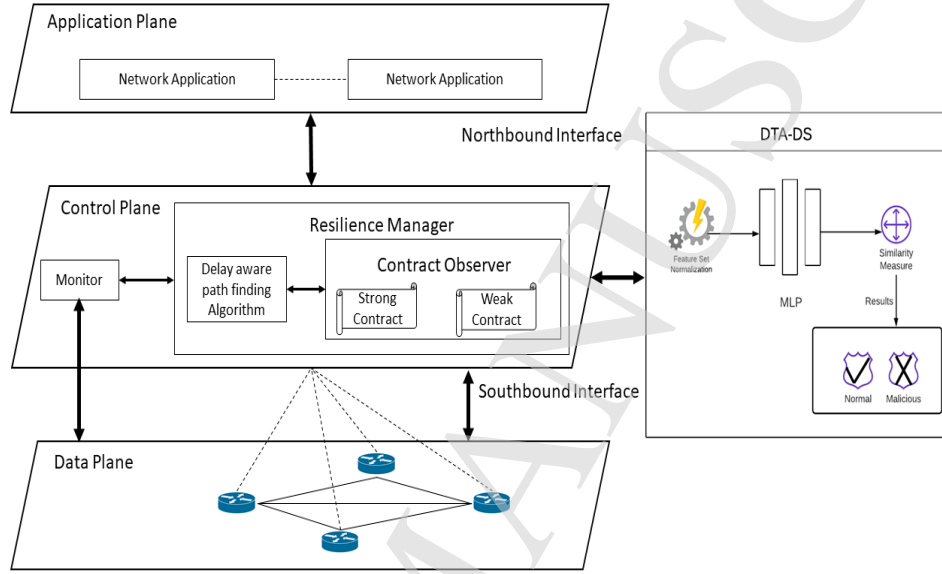 Application Plane
Network Application
Network Application
Northbound Interface
DTA-DS
Control Plane
Resilience Manager
Contract Observer
Monitor
Delay aware
path finding
Algorithm
Strong
Contract
Weak
Contract
Feature Set
Normalization
MLP
Similarity
Measure
Results
Normal
Malicious
Southbound Interface
Data Plane
MANUSC